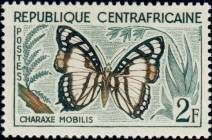 REPUBLIQUE CENTRAFRICAINE
POSTES
CHARAXE MOBILIS
2F